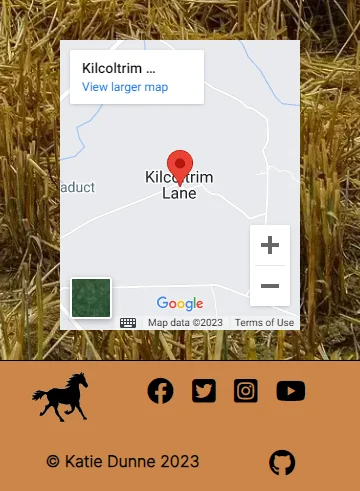 Kilcoltrim ...
View larger map
aduct
Kilcoltrim
Lane
Google
Map data ©2023 Terms of Use
© Katie Dunne 2023